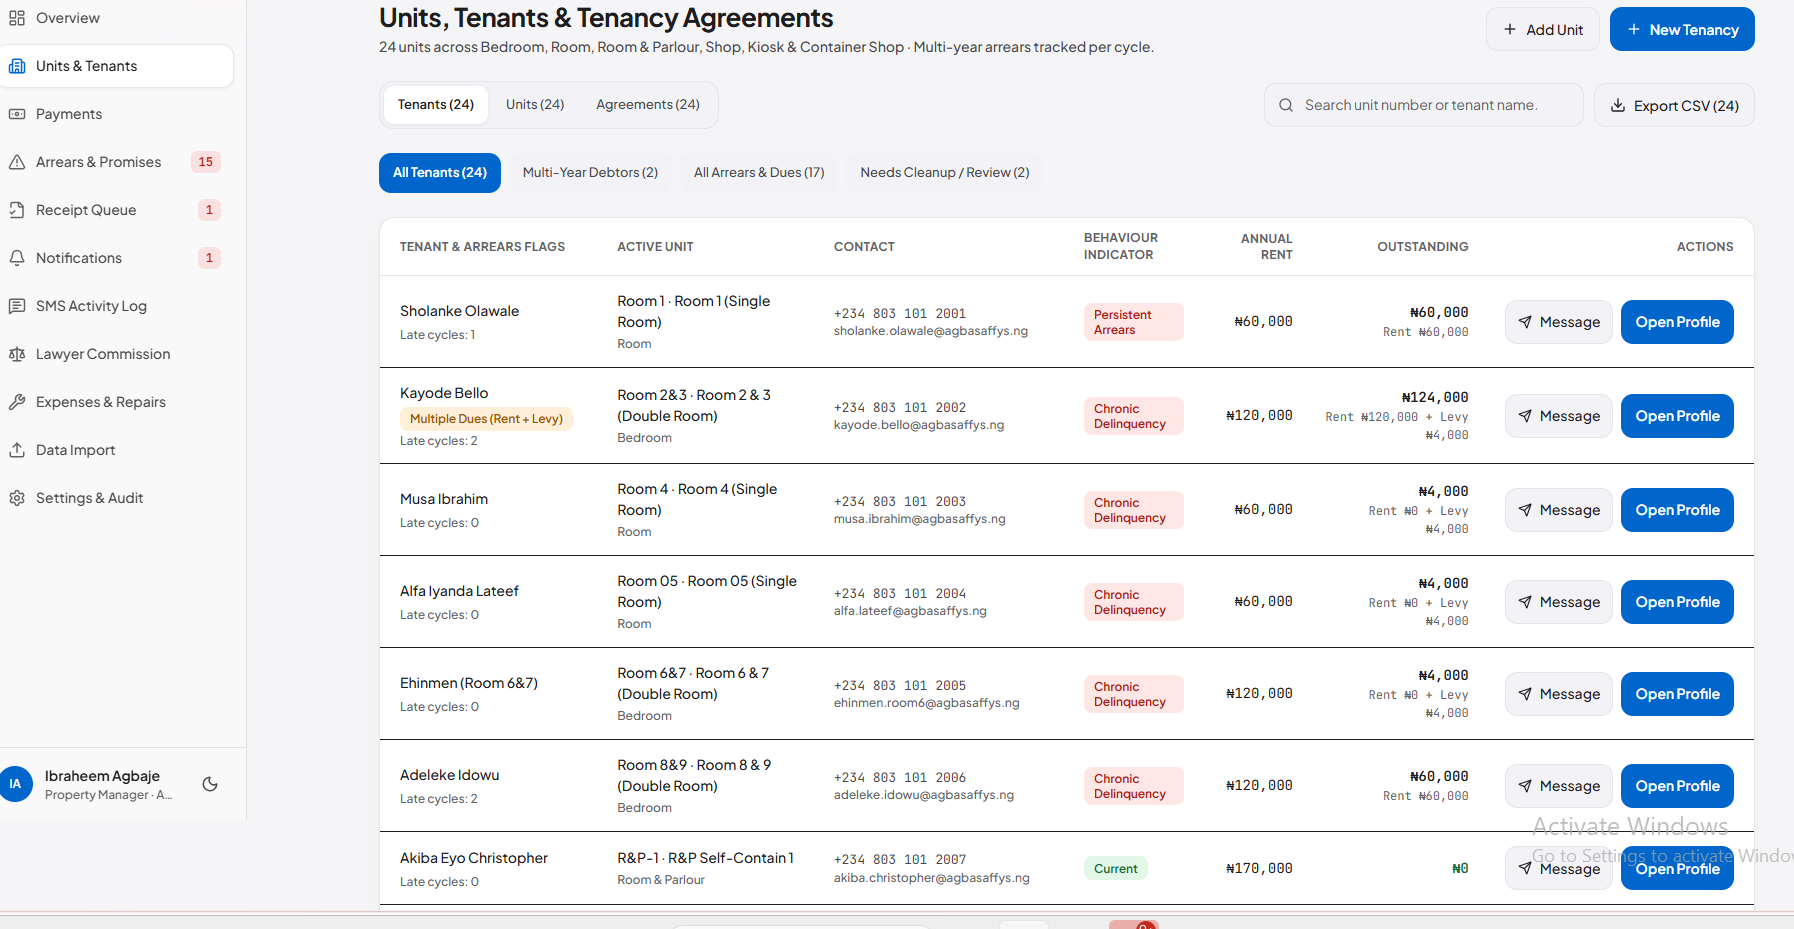 Overview
Units & Tenants
Payments
Arrears & Promises 15
Receipt Queue 1
Notifications 1
SMS Activity Log
Lawyer Commission
Expenses & Repairs
Data Import
Settings & Audit
IA
Ibraheem Agbaje
Property Manager · A...
Units, Tenants & Tenancy Agreements
24 units across Bedroom, Room, Room & Parlour, Shop, Kiosk & Container Shop · Multi-year arrears tracked per cycle.
+ Add Unit
+ New Tenancy
Tenants (24) Units (24) Agreements (24)
Search unit number or tenant name.
Export CSV (24)
All Tenants (24) Multi-Year Debtors (2) All Arrears & Dues (17) Needs Cleanup / Review (2)
TENANT & ARREARS FLAGS ACTIVE UNIT CONTACT BEHAVIOUR INDICATOR ANNUAL RENT OUTSTANDING ACTIONS
Sholanke Olawale
Late cycles: 1
Room 1 · Room 1 (Single
Room)
Room
+234 803 101 2001
sholanke.olawale@agbasaffys.ng
Persistent
Arrears
₦60,000
₦60,000
Rent ₦60,000
Message
Open Profile
Kayode Bello
Multiple Dues (Rent + Levy)
Late cycles: 2
Room 2&3 · Room 2 & 3
(Double Room)
Bedroom
+234 803 101 2002
kayode.bello@agbasaffys.ng
Chronic
Delinquency
₦120,000
₦124,000
Rent ₦120,000 + Levy
₦4,000
Message
Open Profile
Musa Ibrahim
Late cycles: 0
Room 4 · Room 4 (Single
Room)
Room
+234 803 101 2003
musa.ibrahim@agbasaffys.ng
Chronic
Delinquency
₦60,000
₦4,000
Rent ₦0 + Levy
₦4,000
Message
Open Profile
Alfa Iyanda Lateef
Late cycles: 0
Room 05 · Room 05 (Single
Room)
Room
+234 803 101 2004
alfa.lateef@agbasaffys.ng
Chronic
Delinquency
₦60,000
₦4,000
Rent ₦0 + Levy
₦4,000
Message
Open Profile
Ehinmen (Room 6&7)
Late cycles: 0
Room 6&7 · Room 6 & 7
(Double Room)
Bedroom
+234 803 101 2005
ehinmen.room6@agbasaffys.ng
Chronic
Delinquency
₦120,000
₦4,000
Rent ₦0 + Levy
₦4,000
Message
Open Profile
Adeleke Idowu
Late cycles: 2
Room 8&9 · Room 8 & 9
(Double Room)
Bedroom
+234 803 101 2006
adeleke.idowu@agbasaffys.ng
Chronic
Delinquency
₦120,000
₦60,000
Rent ₦60,000
Message
Open Profile
Akiba Eyo Christopher
Late cycles: 0
R&P-1 · R&P Self-Contain 1
Room & Parlour
+234 803 101 2007
akiba.christopher@agbasaffys.ng
Current
₦170,000
₦0
Message
Open Profile
Activate Windows
Go to Settings to activate Windo